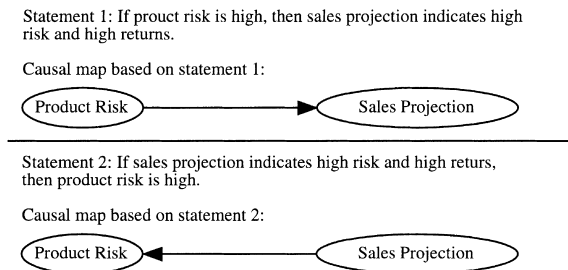 Statement 1: If prouct risk is high, then sales projection indicates high
risk and high returns.
Causal map based on statement 1:
Product Risk
Sales Projection
Statement 2: If sales projection indicates high risk and high returs,
then product risk is high.
Causal map based on statement 2:
Product Risk
Sales Projection